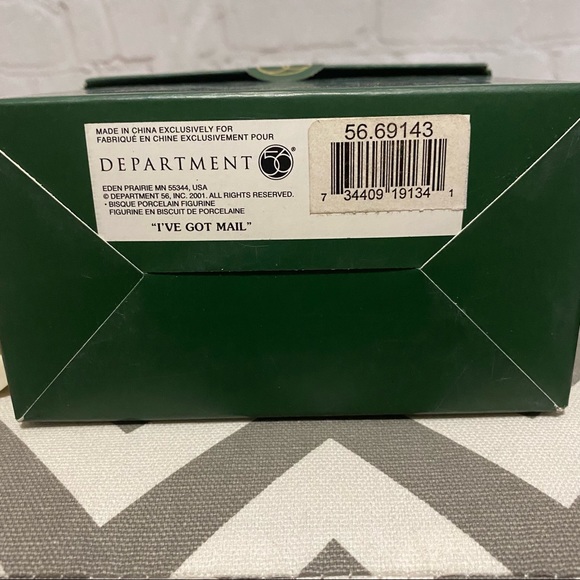 MADE IN CHINA EXCLUSIVELY FOR
FABRIQUÉ EN CHINE EXCLUSIVEMENT POUR
DEPARTMENT 56®
EDEN PRAIRIE MN 55344, USA
© DEPARTMENT 56, INC. 2001. ALL RIGHTS RESERVED.
• BISQUE PORCELAIN FIGURINE
FIGURINE EN BISCUIT DE PORCELAINE
"I'VE GOT MAIL"
56.69143
7 34409 19134 1